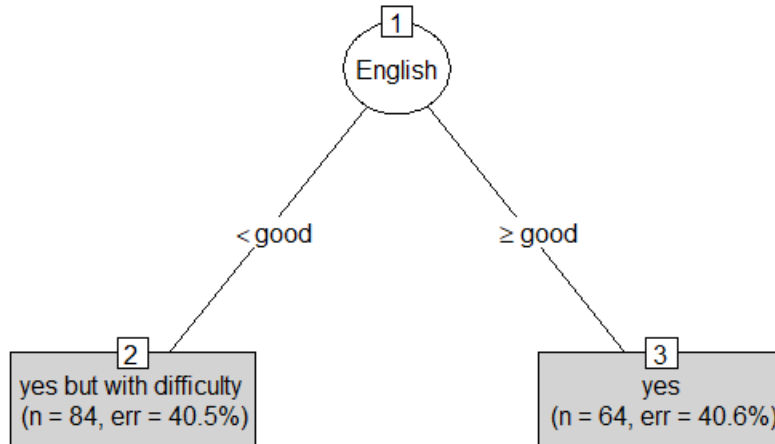 1
English
< good
≥ good
2
yes but with difficulty
(n = 84, err = 40.5%)
3
yes
(n = 64, err = 40.6%)